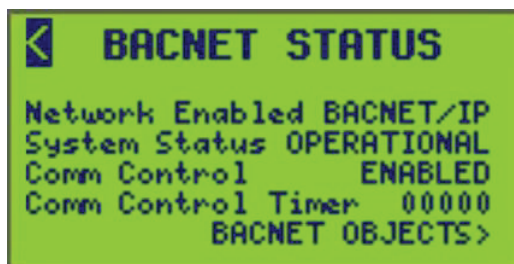 < BACNET STATUS
Network Enabled BACNET/IP
System Status OPERATIONAL
Comm Control ENABLED
Comm Control Timer 00000
BACNET OBJECTS>